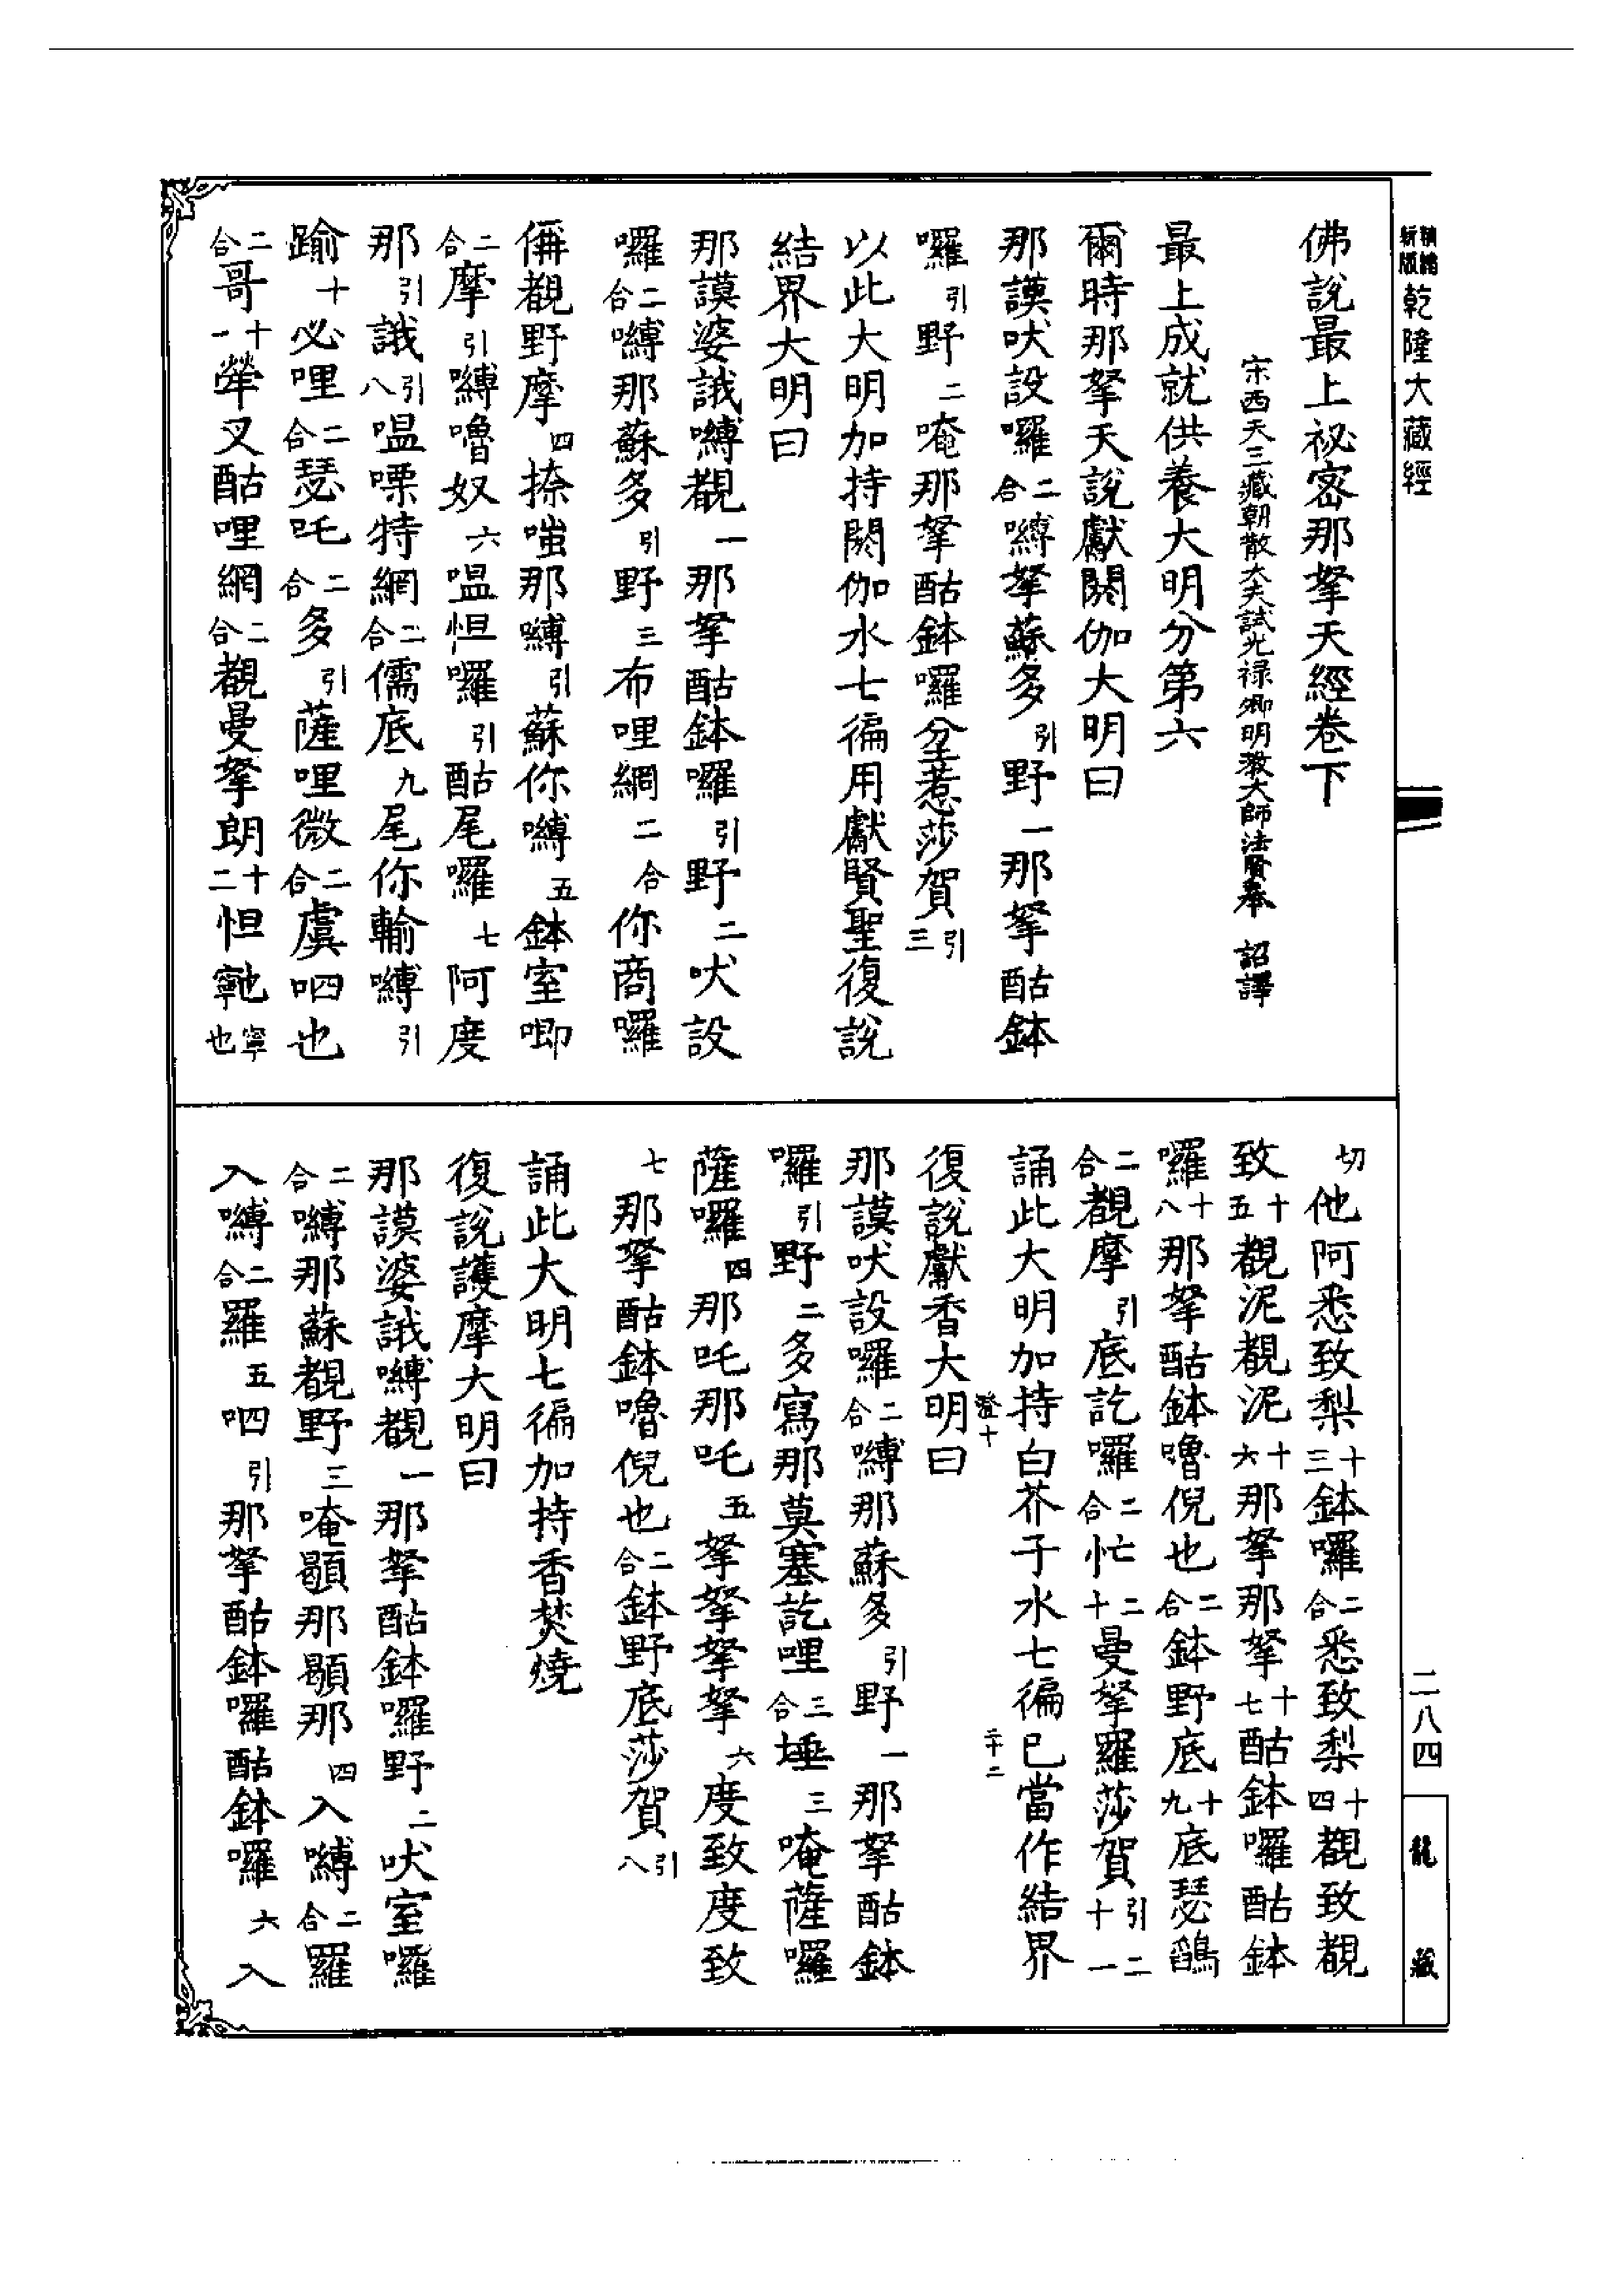 佛說最上祕密那拏天經卷下
宋西天三藏朝散大夫試光祿卿明教大師法賢奉 詔譯
最上成就供養大明分第六
爾時那拏天說獻閼伽大明曰
那謨吠設囉二合嚩拏蘇多引野一那拏酤鉢
囉引野二唵那拏酤鉢囉坌惹莎賀引三
以此大明加持閼伽水七徧用獻賢聖復說
結界大明曰
那謨婆誐嚩覩一那拏酤鉢囉引野二吠設
囉二合嚩那蘇多引野三布哩網二合你商囉
偋覩野摩四捺嗤那嚩引蘇你嚩五鉢室唧
二合摩引嚩嚕奴六嗢怛囉引酤尾囉七阿度
那引誐引八嗢㗚特網二合儒底九尾你輸嚩引
踰十必哩二合瑟吒二合多引薩哩微二合虞呬也
二合哥十一犖叉酤哩網二合覩曼拏朗十二怛寧也寧也
切他阿悉致梨十三鉢囉二合悉致梨十四覩致覩
致十五覩泥覩泥十六那拏那拏十七酤鉢囉酤鉢
囉十八那拏酤鉢嚕倪也二合鉢野底十九底瑟鷁
二合覩摩引底訖囉二合忙二十曼拏羅莎賀引二十一
誦此大明加持白芥子水七徧已當作結界
復說獻香大明曰
那謨吠設囉二合嚩那蘇多引野一那拏酤鉢
囉引野二多寫那莫塞訖哩三合埵三唵薩囉
薩囉四那吒那吒五拏拏拏拏六度致度致
七那拏酤鉢嚕倪也二合鉢野底莎賀引八
誦此大明七徧加持香焚燒
復說護摩大明曰
那謨婆誐嚩覩一那拏酤鉢囉野二吠室囉
二合嚩那蘇覩野三唵顕那顕那四入嚩二合羅
入嚩二合羅五呬引那拏酤鉢囉酤鉢囉六入
乾隆大藏經
二八四
龍藏